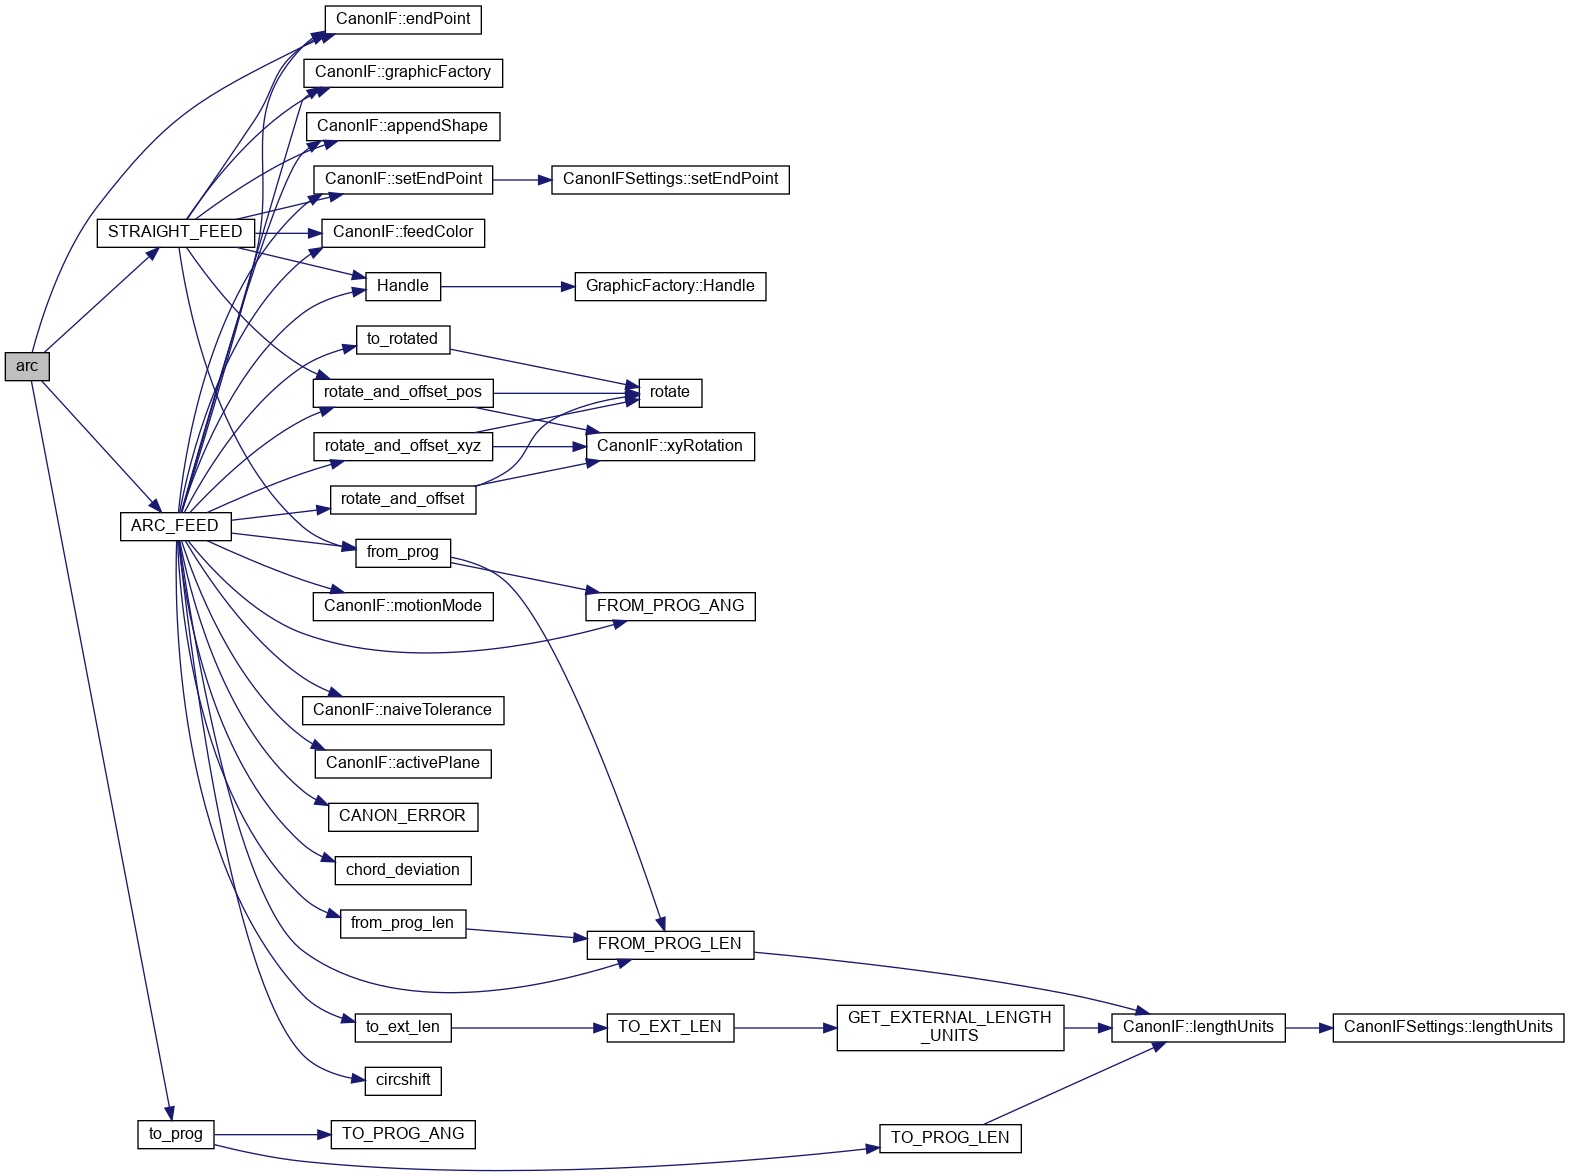 CanonIF::endPoint
CanonIF::graphicFactory
CanonIF::appendShape
CanonIF::setEndPoint
CanonIFSettings::setEndPoint
STRAIGHT_FEED
CanonIF::feedColor
Handle
GraphicFactory::Handle
to_rotated
arc
rotate_and_offset_pos
rotate
rotate_and_offset_xyz
CanonIF::xyRotation
rotate_and_offset
ARC_FEED
from_prog
CanonIF::motionMode
FROM_PROG_ANG
CanonIF::naiveTolerance
CanonIF::activePlane
CANON_ERROR
chord_deviation
from_prog_len
FROM_PROG_LEN
to_ext_len
TO_EXT_LEN
GET_EXTERNAL_LENGTH
_UNITS
CanonIF::lengthUnits
CanonIFSettings::lengthUnits
circshift
to_prog
TO_PROG_ANG
TO_PROG_LEN